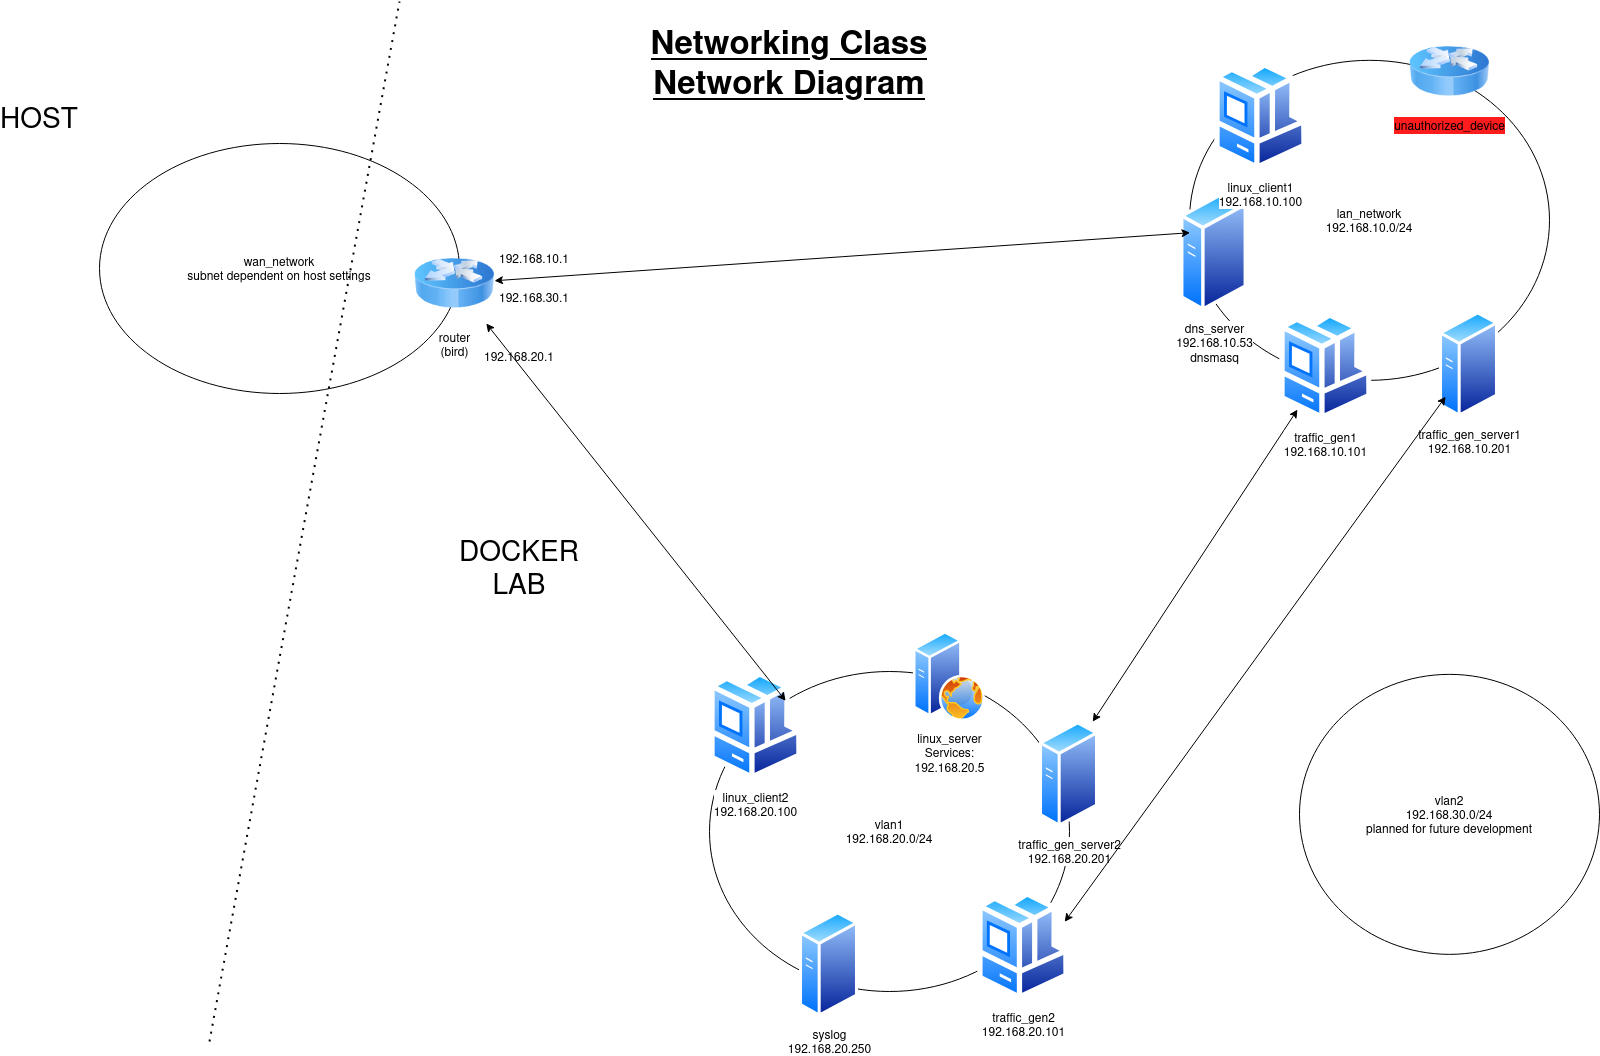 Networking Class
Network Diagram
HOST
unauthorized_device
linux_client1
192.168.10.100
lan_network
192.168.10.0/24
wan_network
subnet dependent on host settings
192.168.10.1
192.168.30.1
router
(bird)
192.168.20.1
dns_server
192.168.10.53
dnsmasq
traffic_gen1
192.168.10.101
traffic_gen_server1
192.168.10.201
DOCKER
LAB
linux_server
Services:
192.168.20.5
linux_client2
192.168.20.100
vlan1
192.168.20.0/24
traffic_gen_server2
192.168.20.201
vlan2
192.168.30.0/24
planned for future development
traffic_gen2
192.168.20.101
syslog
192.168.20.250